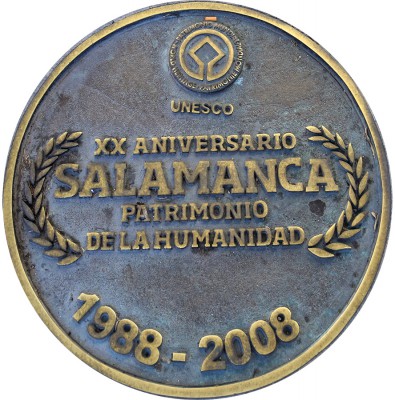 UNESCO
XX ANIVERSARIO
SALAMANCA
PATRIMONIO
DE LA HUMANIDAD
1988 - 2008